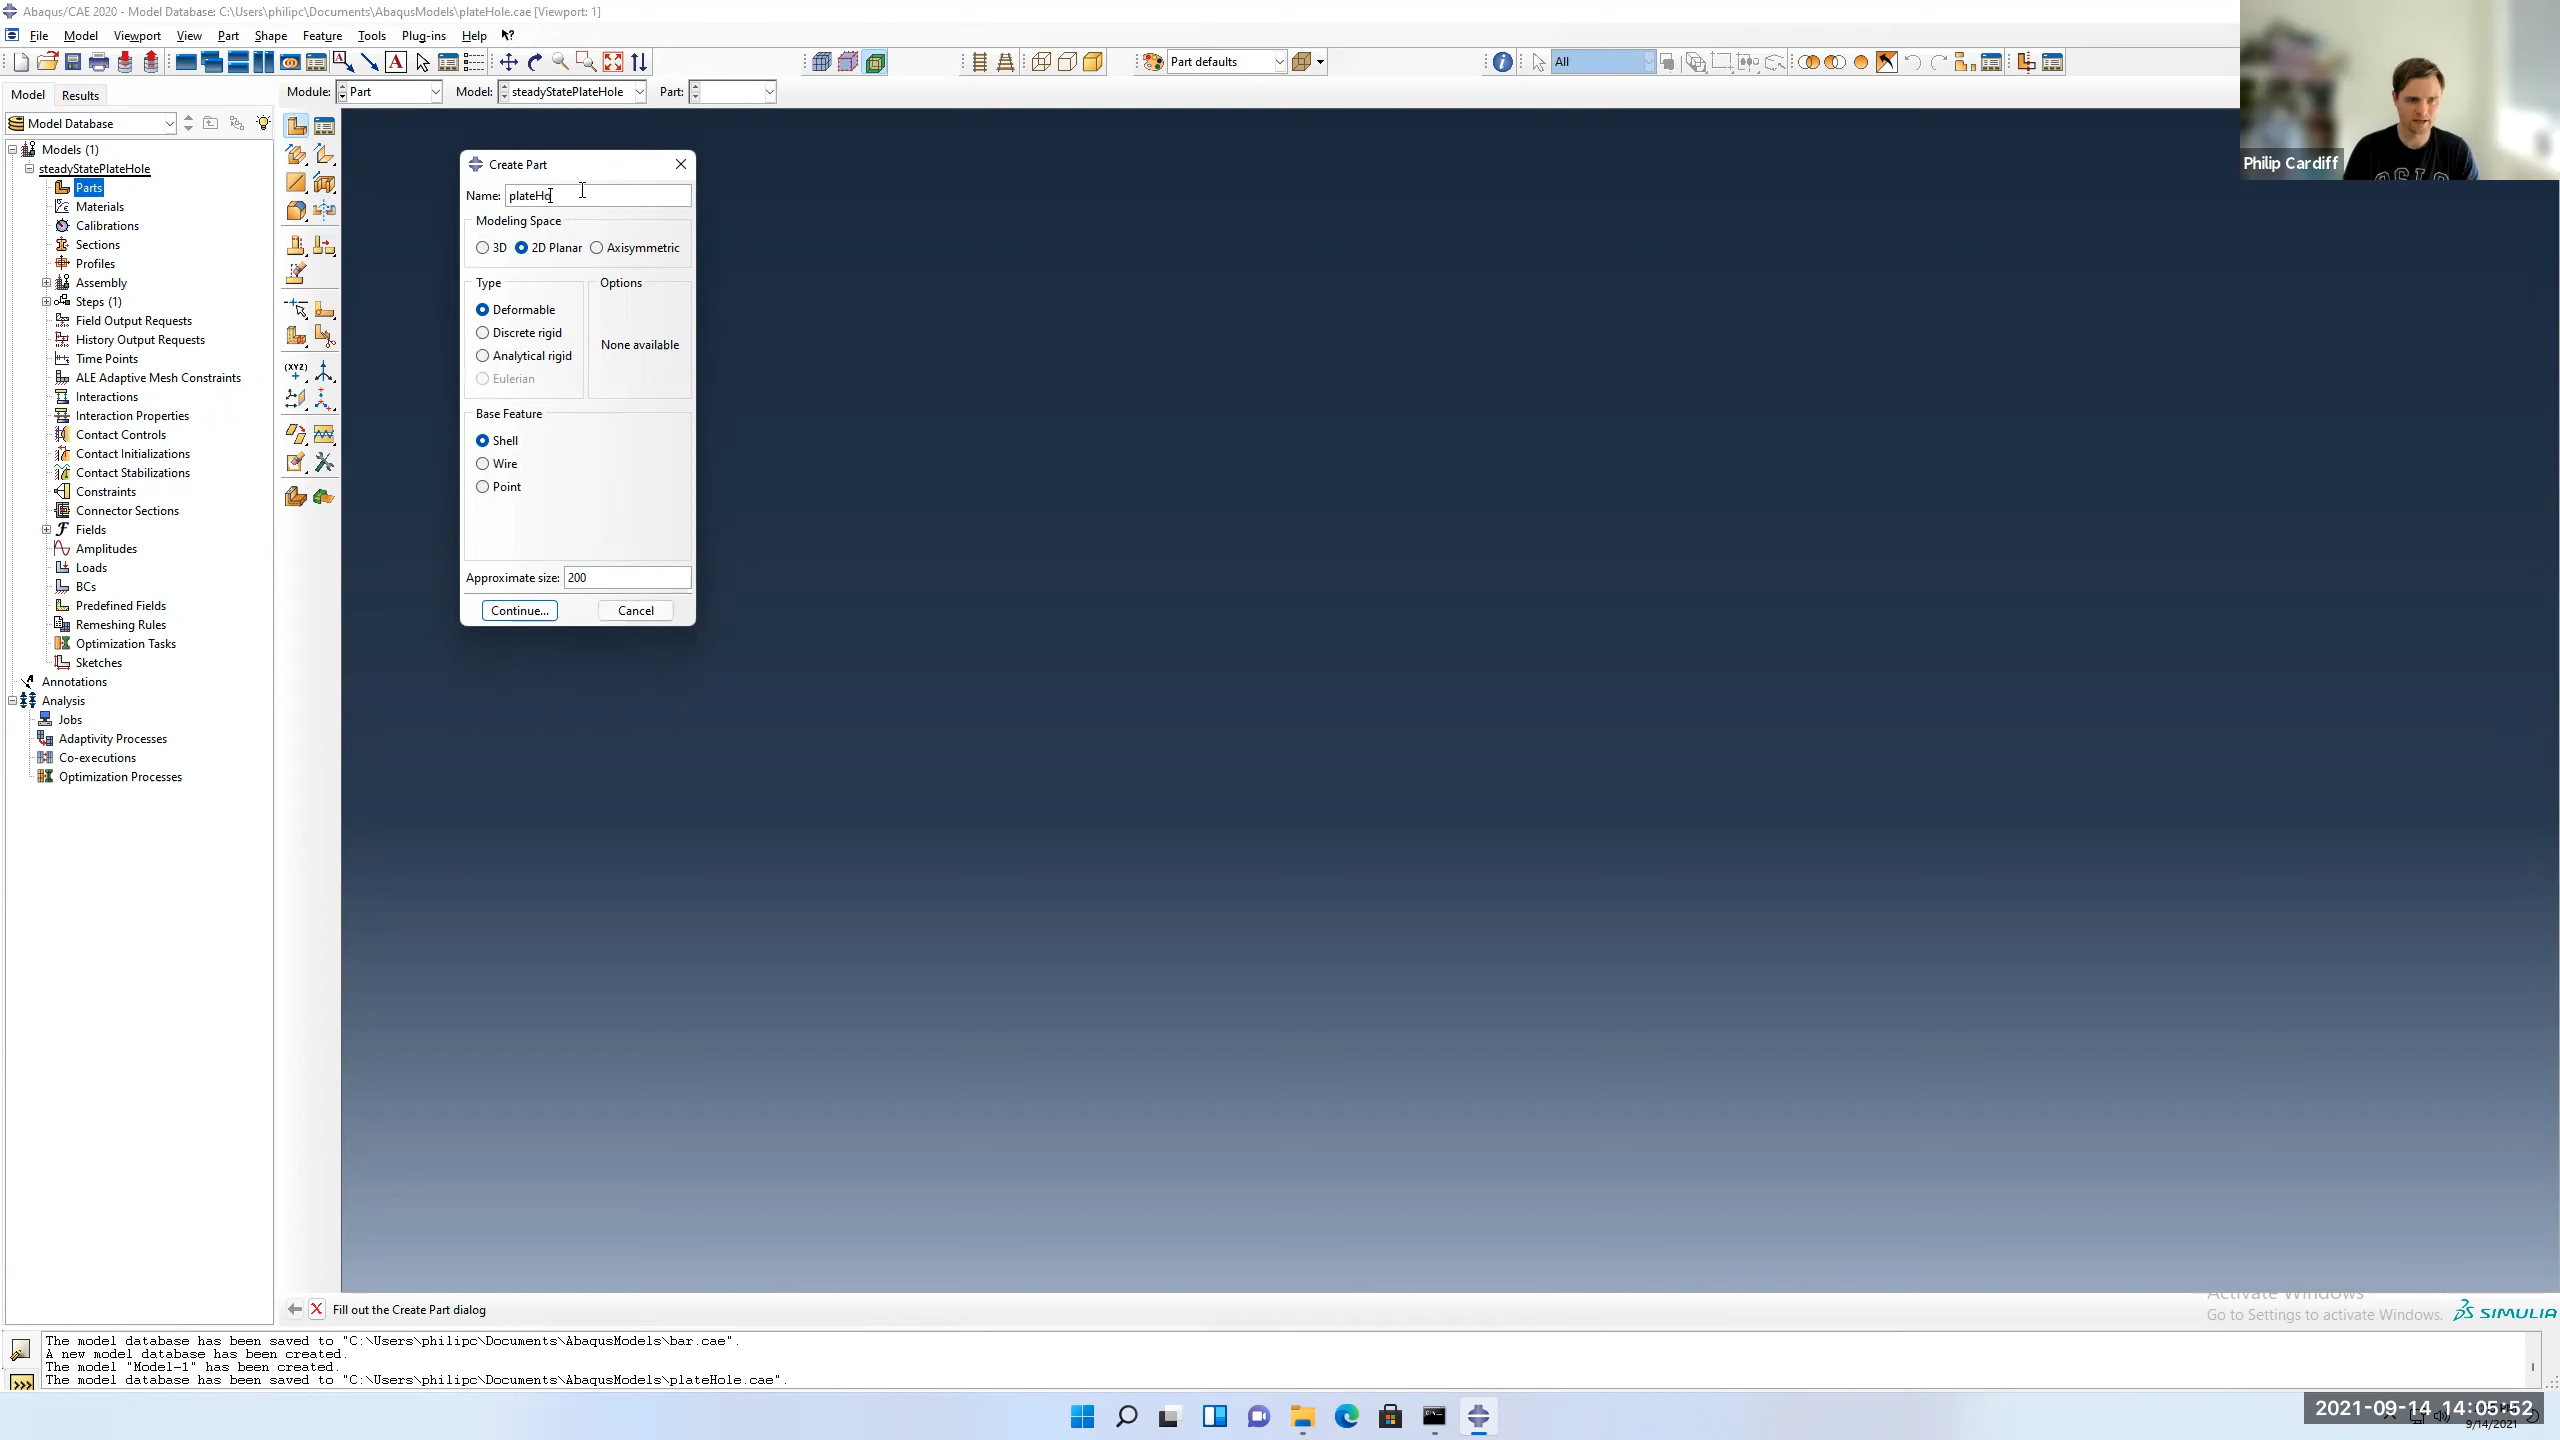 Abaqus/CAE 2020 - Model Database: C:\Users\philipc\Documents\AbaqusModels\plateHole.cae [Viewport: 1]
File Model Viewport View Part Shape Feature Tools Plug-ins Help
All
Part defaults
Model Results
Module: Part Model: steadyStatePlateHole Part:
Model Database
Models (1)
steadyStatePlateHole
Parts
Materials
Calibrations
Sections
Profiles
Assembly
Steps (1)
Field Output Requests
History Output Requests
Time Points
ALE Adaptive Mesh Constraints
Interactions
Interaction Properties
Contact Controls
Contact Initializations
Contact Stabilizations
Constraints
Connector Sections
Fields
Amplitudes
Loads
BCs
Predefined Fields
Remeshing Rules
Optimization Tasks
Sketches
Annotations
Analysis
Jobs
Adaptivity Processes
Co-executions
Optimization Processes
(XYZ)
Create Part
Name: plateHo
Modeling Space
3D 2D Planar Axisymmetric
Type
Deformable
Discrete rigid
Analytical rigid
Eulerian
Options
None available
Base Feature
Shell
Wire
Point
Approximate size: 200
Continue... Cancel
Philip Cardiff
Fill out the Create Part dialog
Activate Windows
Go to Settings to activate Windows.
SIMULIA
The model database has been saved to "C:\Users\philipc\Documents\AbaqusModels\bar.cae".
A new model database has been created.
The model "Model-1" has been created.
The model database has been saved to "C:\Users\philipc\Documents\AbaqusModels\plateHole.cae".
2021-09-14 14:05:52
9/14/2021